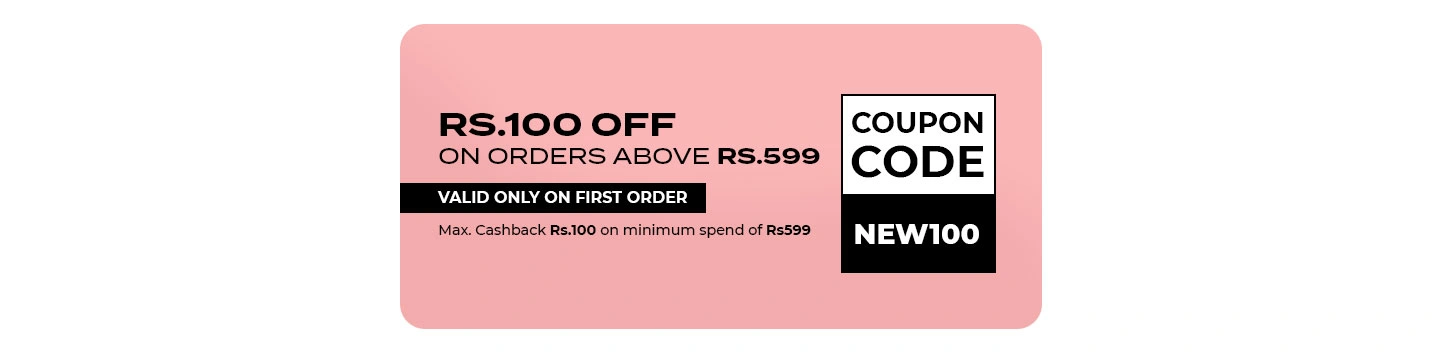 RS.100 OFF
ON ORDERS ABOVE RS.599
VALID ONLY ON FIRST ORDER
Max. Cashback Rs.100 on minimum spend of Rs599
COUPON
CODE
NEW100